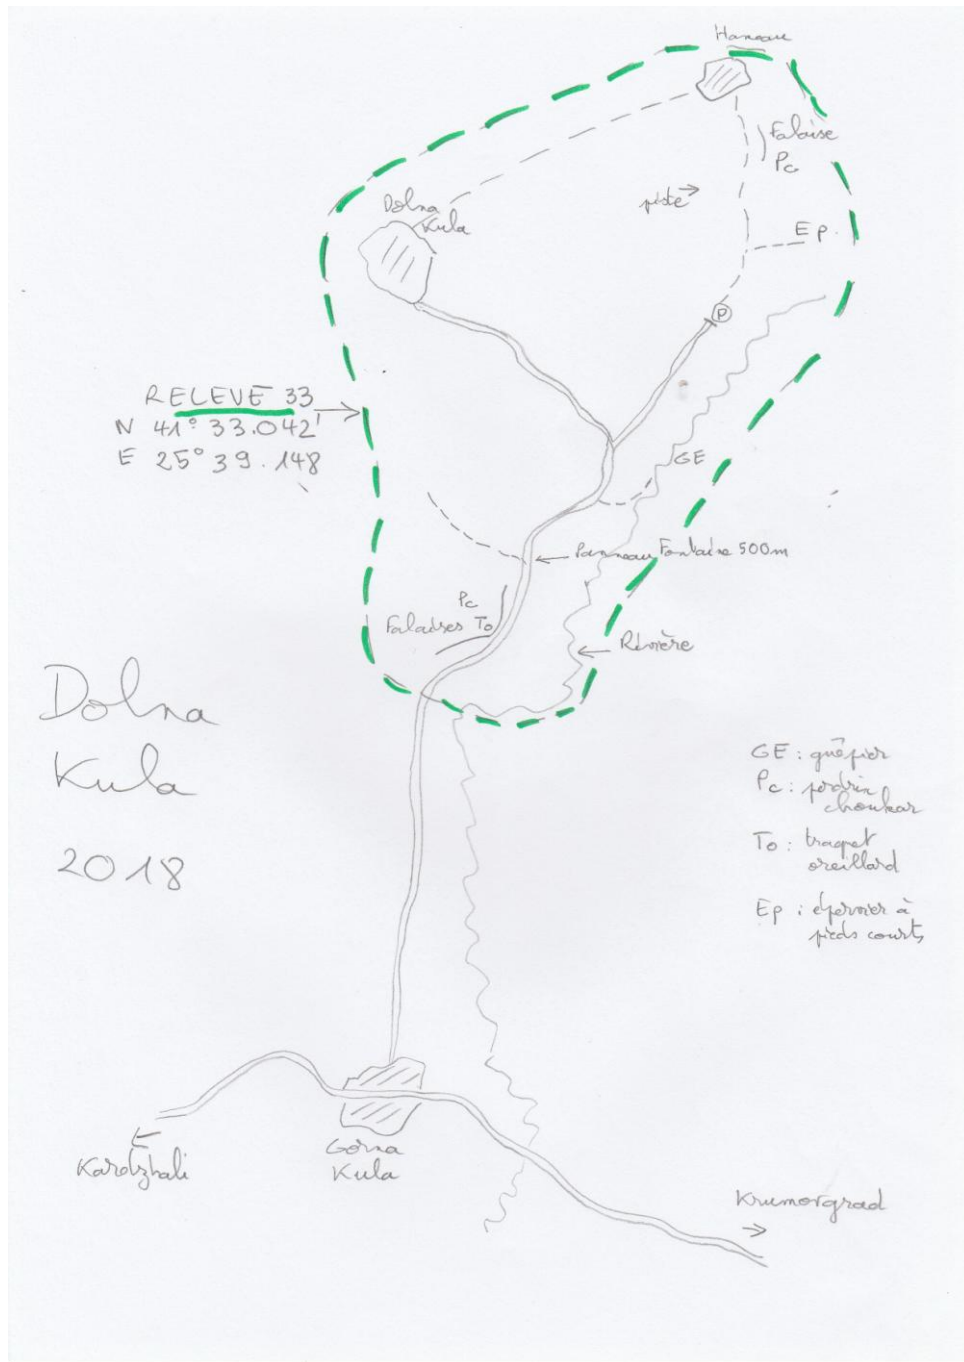 Hameau
Falaise
Pc
piste
Dolna
Kula
Ep.
P
RELEVE 33
N 41° 33.042'
E 25° 39.148
GE
Panneau Fontaine 500m
Pc
Falaises To
Rivière
Dolna
Kula
2018
GE : guêpier
Pc : perdrix
choukar
To : traquet
oreillard
Ep : épervier à
pieds courts
Kardzhali
Gorna
Kula
Krumovgrad